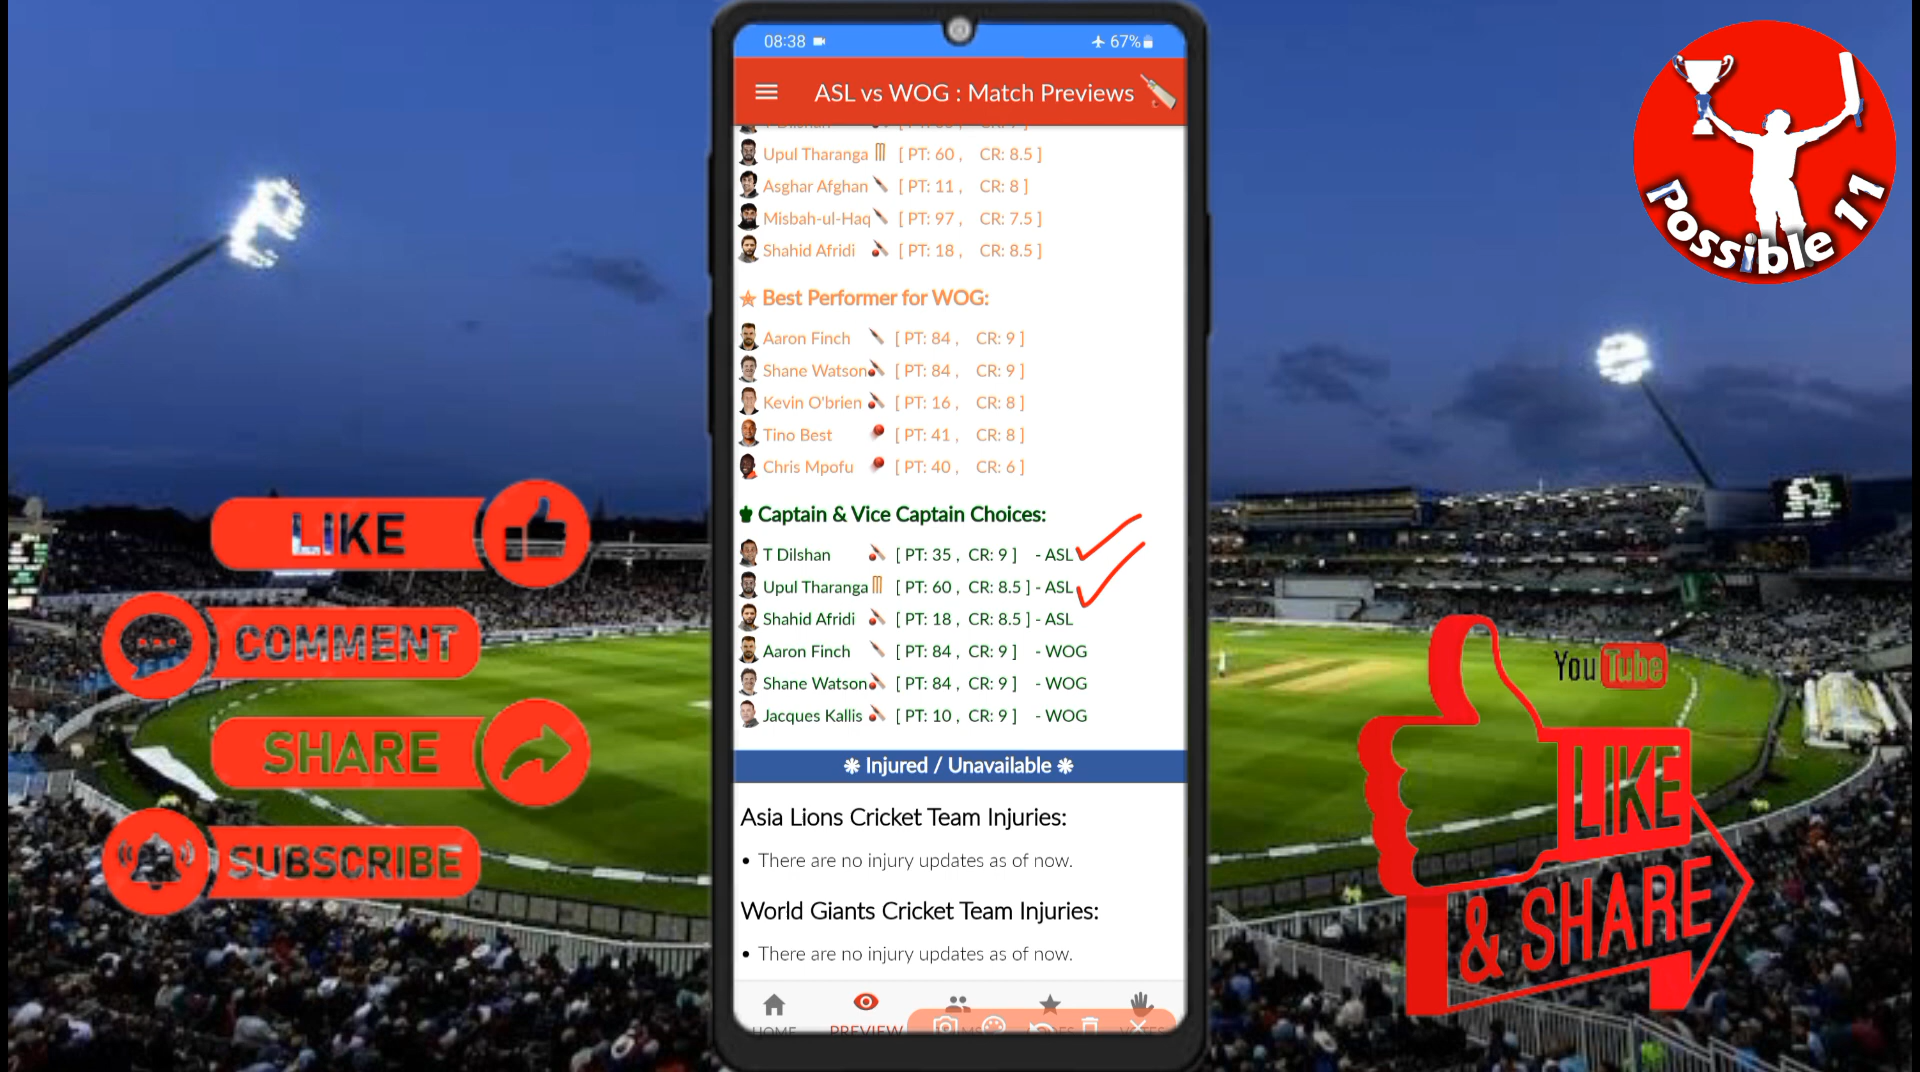 08:38
67%
ASL vs WOG : Match Previews
Upul Tharanga [ PT: 60 , CR: 8.5 ]
Asghar Afghan [ PT: 11 , CR: 8 ]
Misbah-ul-Haq [ PT: 97 , CR: 7.5 ]
Shahid Afridi [ PT: 18 , CR: 8.5 ]
Best Performer for WOG:
Aaron Finch [ PT: 84 , CR: 9 ]
Shane Watson [ PT: 84 , CR: 9 ]
Kevin O'brien [ PT: 16 , CR: 8 ]
Tino Best [ PT: 41 , CR: 8 ]
Chris Mpofu [ PT: 40 , CR: 6 ]
Captain & Vice Captain Choices:
T Dilshan [ PT: 35 , CR: 9 ] - ASL
Upul Tharanga [ PT: 60 , CR: 8.5 ] - ASL
Shahid Afridi [ PT: 18 , CR: 8.5 ] - ASL
Aaron Finch [ PT: 84 , CR: 9 ] - WOG
Shane Watson [ PT: 84 , CR: 9 ] - WOG
Jacques Kallis [ PT: 10 , CR: 9 ] - WOG
Injured / Unavailable
Asia Lions Cricket Team Injuries:
• There are no injury updates as of now.
World Giants Cricket Team Injuries:
• There are no injury updates as of now.
HOME
PREVIEW
LIKE
COMMENT
SHARE
SUBSCRIBE
Possible 11
YouTube
LIKE
& SHARE